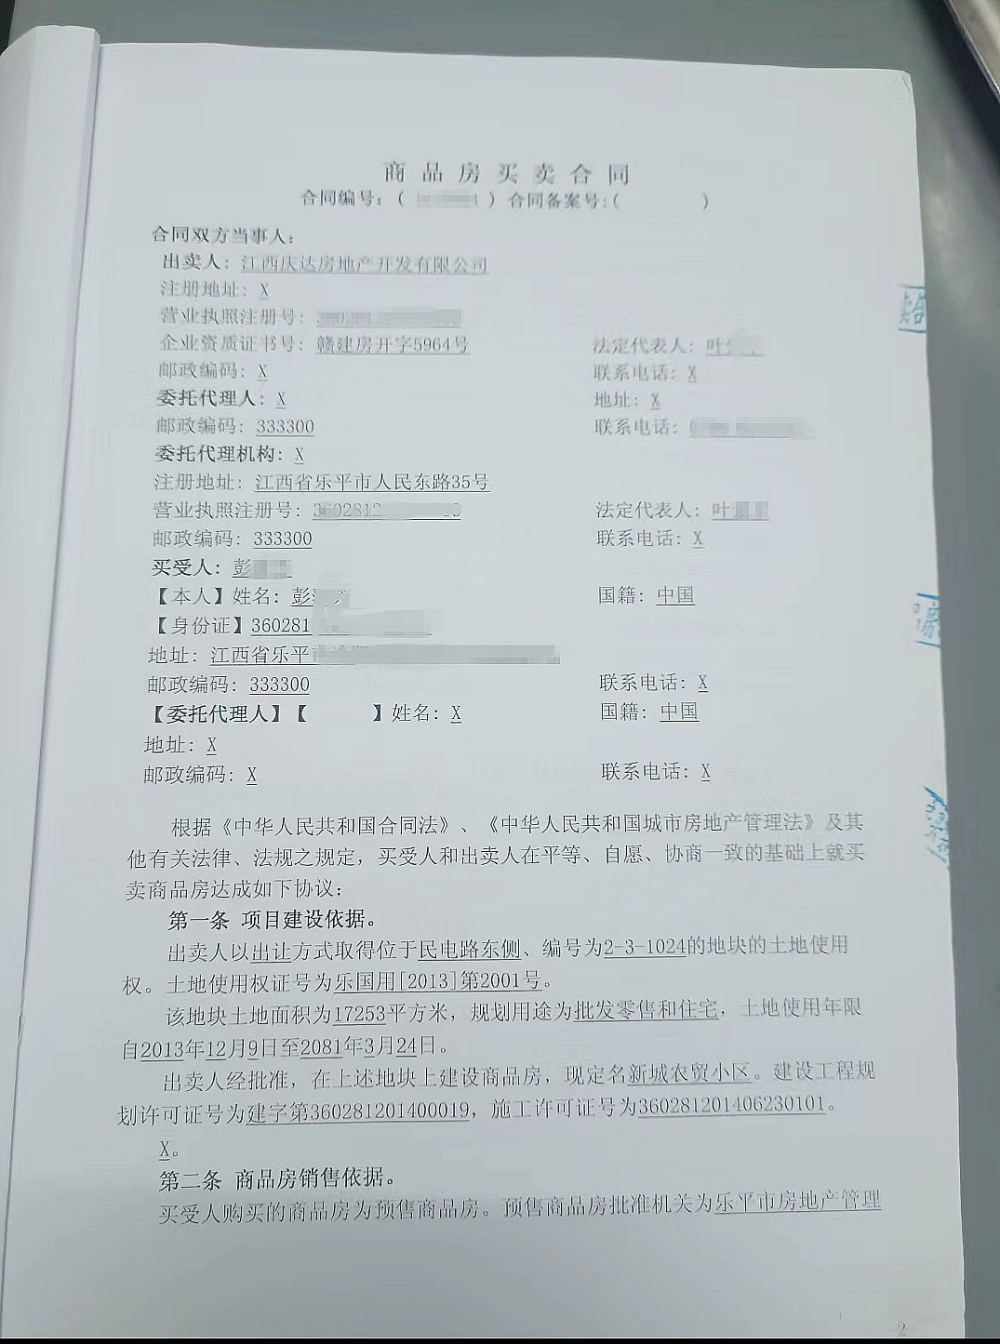 商品房买卖合同
合同编号：（ ）合同备案号:（ ）
合同双方当事人：
出卖人：江西庆达房地产开发有限公司
注册地址：X
营业执照注册号：
企业资质证书号：赣建房开字5964号 法定代表人：叶
邮政编码：X 联系电话：X
委托代理人：X 地址：X
邮政编码：333300 联系电话：
委托代理机构：X
注册地址：江西省乐平市人民东路35号
营业执照注册号：3602812 法定代表人：叶
邮政编码：333300 联系电话：X
买受人：彭
【本人】姓名：彭 国籍：中国
【身份证】360281
地址：江西省乐平市
邮政编码：333300 联系电话：X
【委托代理人】【 】姓名：X 国籍：中国
地址：X
邮政编码：X 联系电话：X
根据《中华人民共和国合同法》、《中华人民共和国城市房地产管理法》及其
他有关法律、法规之规定，买受人和出卖人在平等、自愿、协商一致的基础上就买
卖商品房达成如下协议：
第一条 项目建设依据。
出卖人以出让方式取得位于民电路东侧、编号为2-3-1024的地块的土地使用
权。土地使用权证号为乐国用[2013]第2001号。
该地块土地面积为17253平方米，规划用途为批发零售和住宅，土地使用年限
自2013年12月9日至2081年3月24日。
出卖人经批准，在上述地块上建设商品房，现定名新城农贸小区。建设工程规
划许可证号为建字第360281201400019，施工许可证号为360281201406230101。
X。
第二条 商品房销售依据。
买受人购买的商品房为预售商品房。预售商品房批准机关为乐平市房地产管理
2